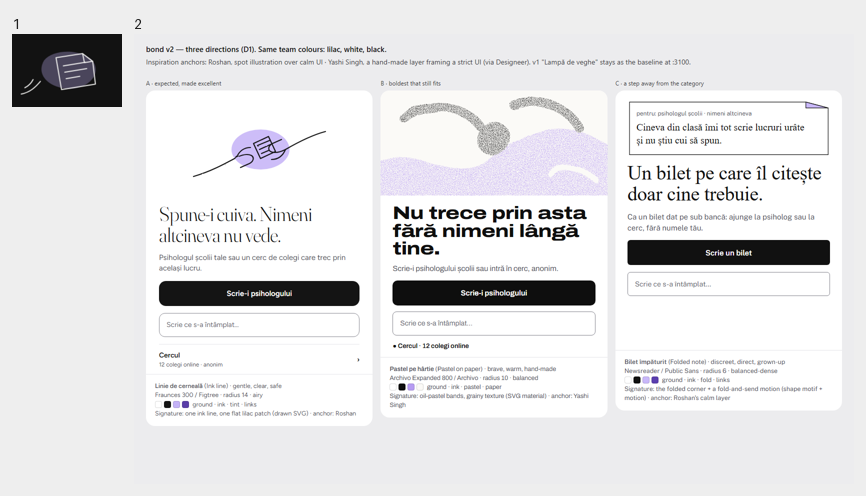 1
2
bond v2 — three directions (D1). Same team colours: lilac, white, black.
Inspiration anchors: Roshan, spot illustration over calm UI · Yashi Singh, a hand-made layer framing a strict UI (via Designeer). v1 "Lampă de veghe" stays as the baseline at :3100.
A - expected, made excellent
Spune-i cuiva. Nimeni
altcineva nu vede.
Psihologul școlii tale sau un cerc de colegi care trec prin
același lucru.
Scrie-i psihologului
Scrie ce s-a întâmplat...
Cercul
12 colegi online · anonim
›
Linie de cerneală (Ink line) · gentle, clear, safe
Fraunces 300 / Figtree · radius 14 · airy
ground · ink · tint · links
Signature: one ink line, one flat lilac patch (drawn SVG) · anchor: Roshan
B - boldest that still fits
Nu trece prin asta
fără nimeni lângă
tine.
Scrie-i psihologului școlii sau intră în cerc, anonim.
Scrie-i psihologului
Scrie ce s-a întâmplat...
● Cercul · 12 colegi online
Pastel pe hârtie (Pastel on paper) · brave, warm, hand-made
Archivo Expanded 800 / Archivo · radius 10 · balanced
ground · ink · pastel · paper
Signature: oil-pastel bands, grainy texture (SVG material) · anchor: Yashi
Singh
C - a step away from the category
pentru: psihologul școlii · nimeni altcineva
Cineva din clasă îmi tot scrie lucruri urâte
și nu știu cui să spun.
Un bilet pe care îl citește
doar cine trebuie.
Ca un bilet dat pe sub bancă: ajunge la psiholog sau la
cerc, fără numele tău.
Scrie un bilet
Scrie ce s-a întâmplat...
Bilet împăturit (Folded note) · discreet, direct, grown-up
Newsreader / Public Sans · radius 6 · balanced-dense
ground · ink · fold · links
Signature: the folded corner + a fold-and-send motion (shape motif +
motion) · anchor: Roshan's calm layer